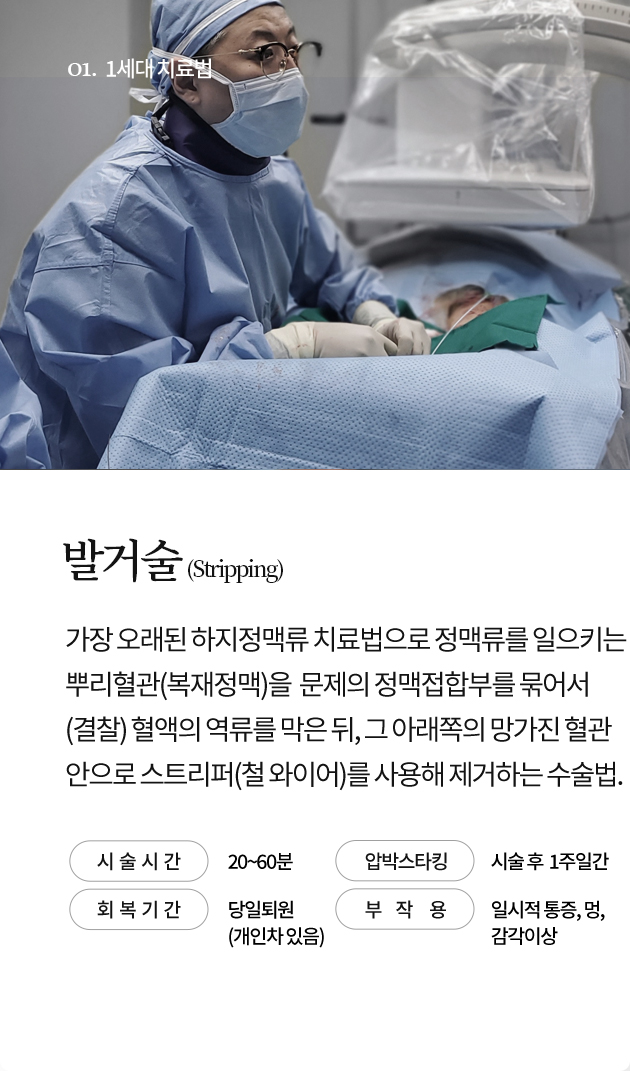 01. 1세대 치료법
발거술 (Stripping)
가장 오래된 하지정맥류 치료법으로 정맥류를 일으키는
뿌리혈관(복재정맥)을 문제의 정맥접합부를 묶어서
(결찰) 혈액의 역류를 막은 뒤, 그 아래쪽의 망가진 혈관
안으로 스트리퍼(철 와이어)를 사용해 제거하는 수술법.
시술시간 20~60분 압박스타킹 시술 후 1주일간
회복기간 당일퇴원 부작용 일시적 통증, 멍,
(개인차 있음) 감각이상